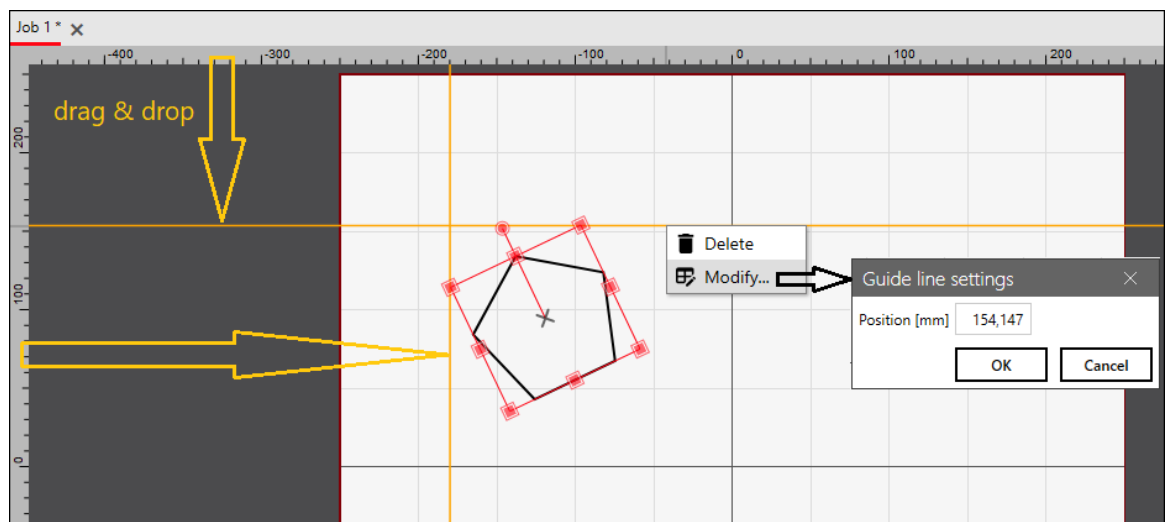 Job 1 *
-400 -300 -200 -100 0 100 200
drag & drop
200
Delete
Modify...
Guide line settings
100
Position [mm] 154,147
OK Cancel
0